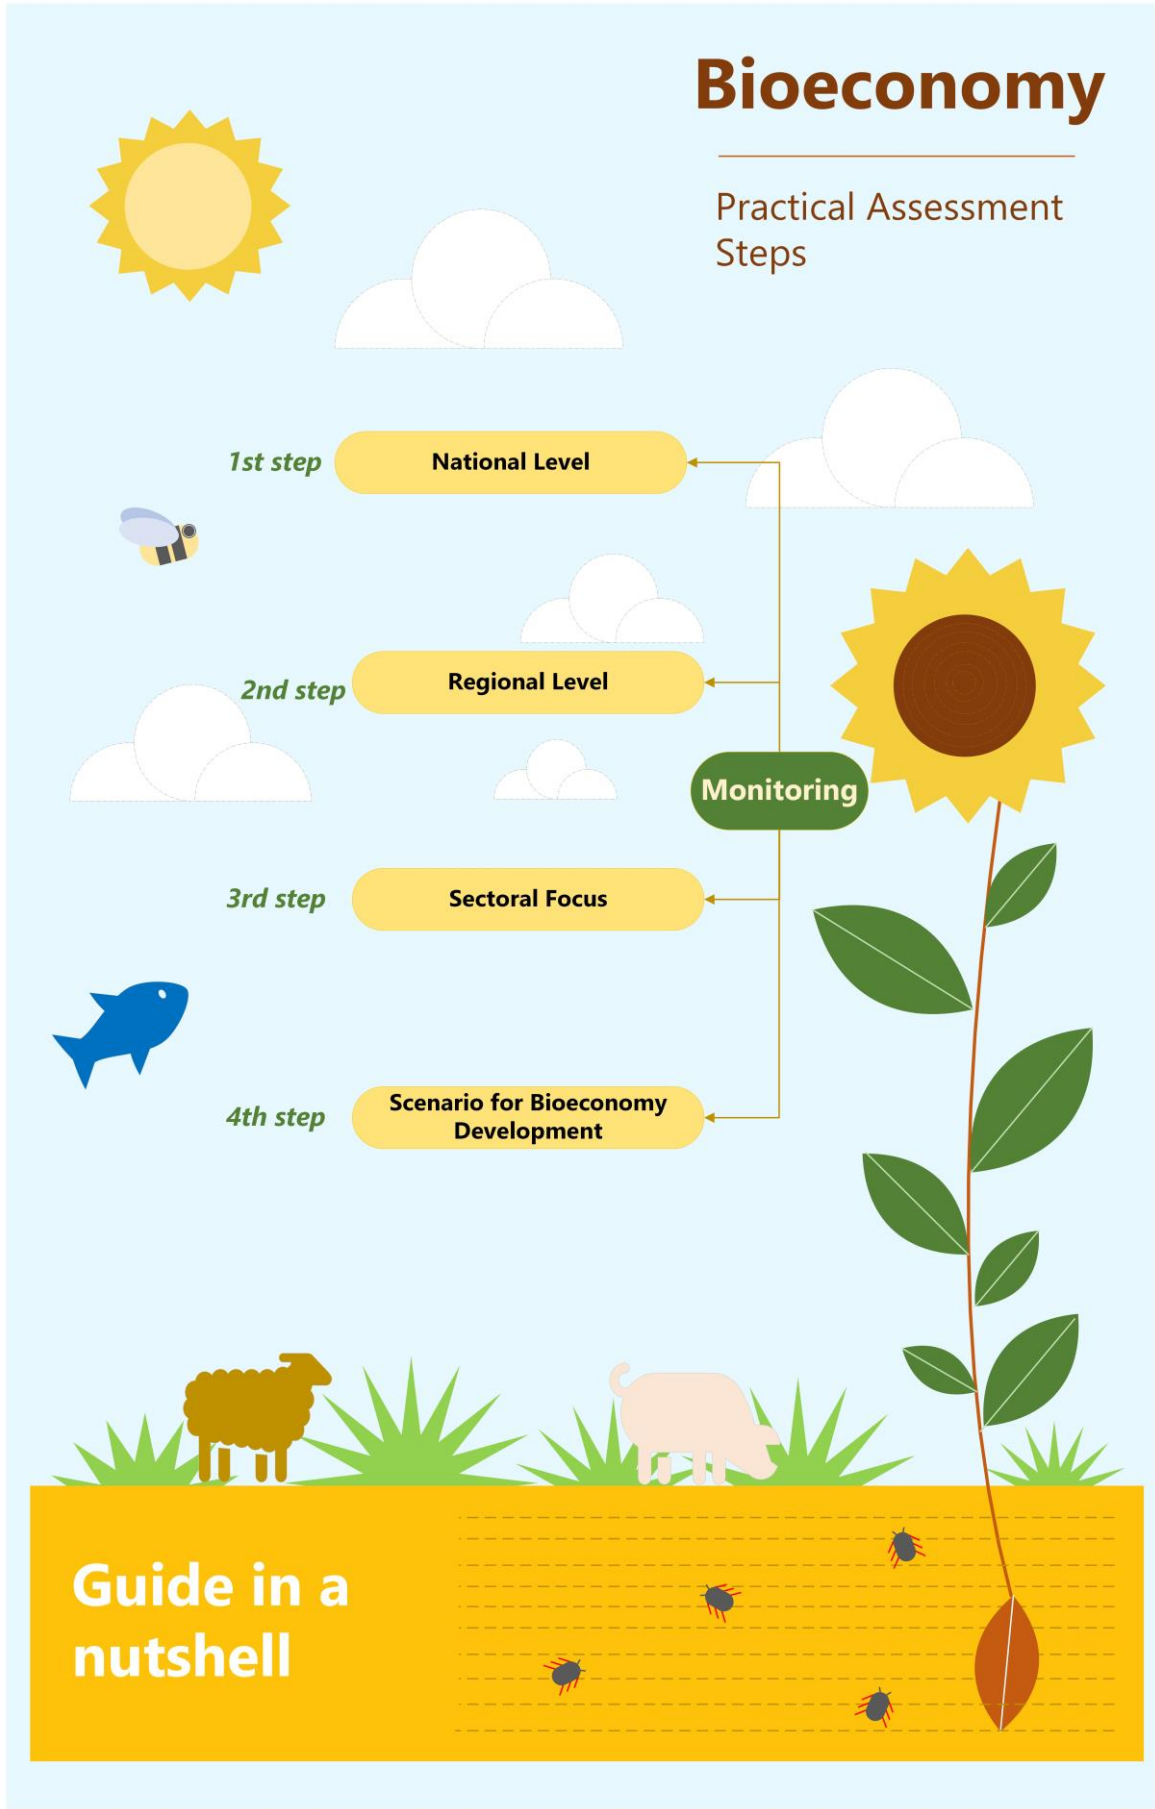 Bioeconomy
Practical Assessment
Steps
1st step
National Level
2nd step
Regional Level
Monitoring
3rd step
Sectoral Focus
4th step
Scenario for Bioeconomy
Development
Guide in a
nutshell